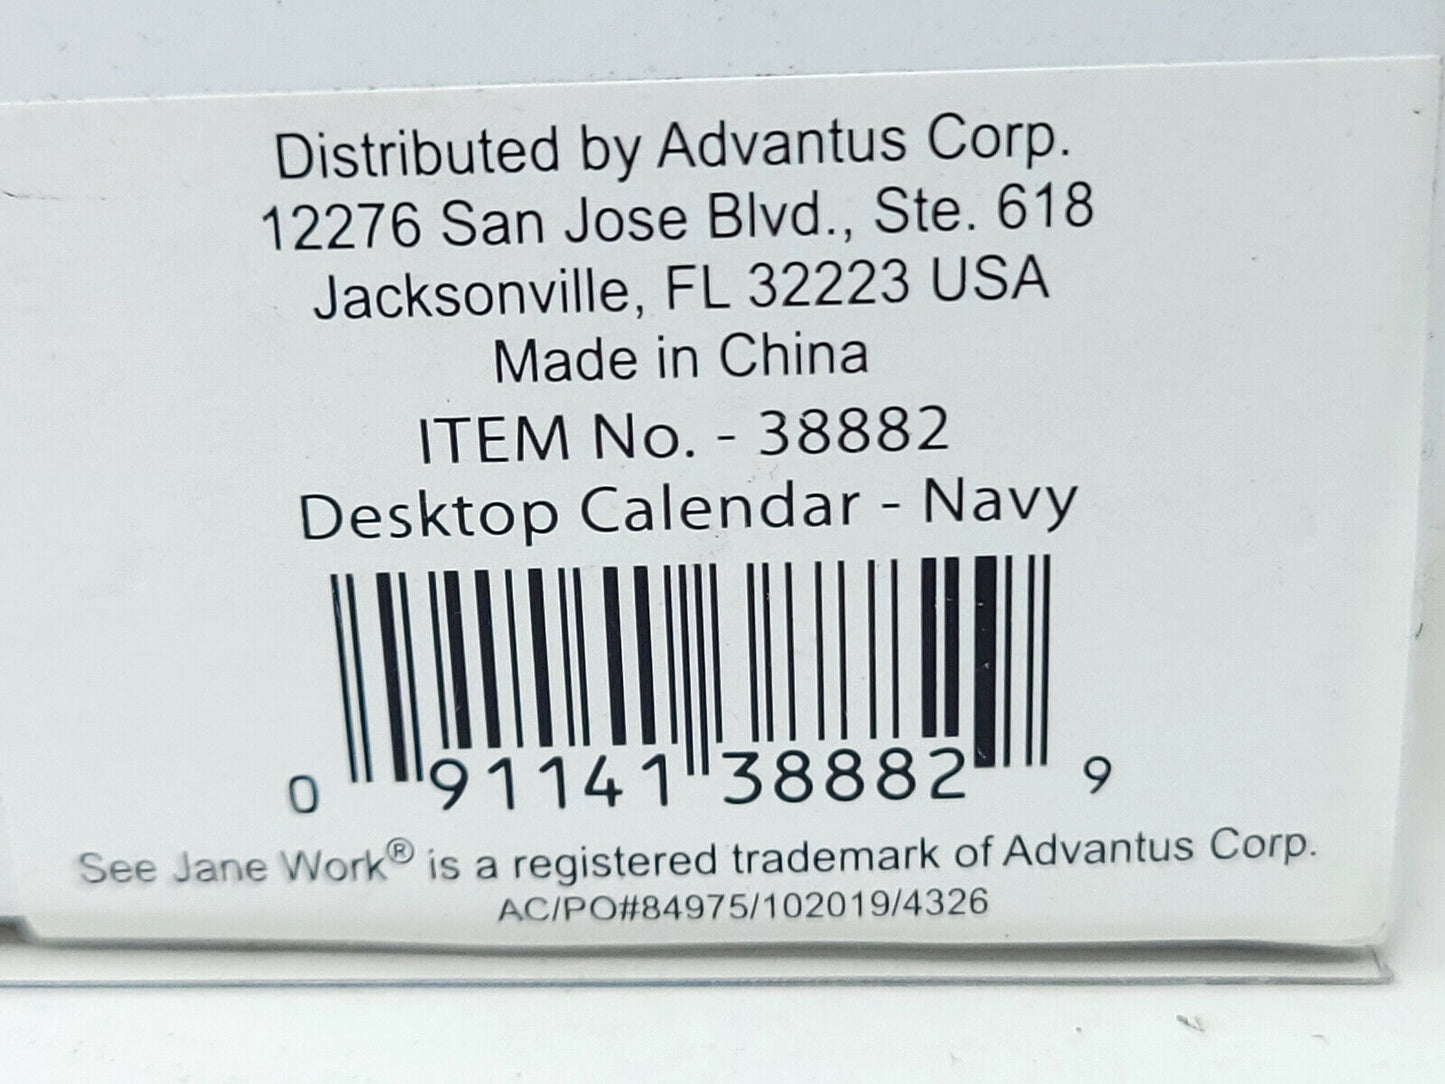 Distributed by Advantus Corp.
12276 San Jose Blvd., Ste. 618
Jacksonville, FL 32223 USA
Made in China
ITEM No. - 38882
Desktop Calendar - Navy
0 91141 38882 9
See Jane Work® is a registered trademark of Advantus Corp.
AC/PO#84975/102019/4326